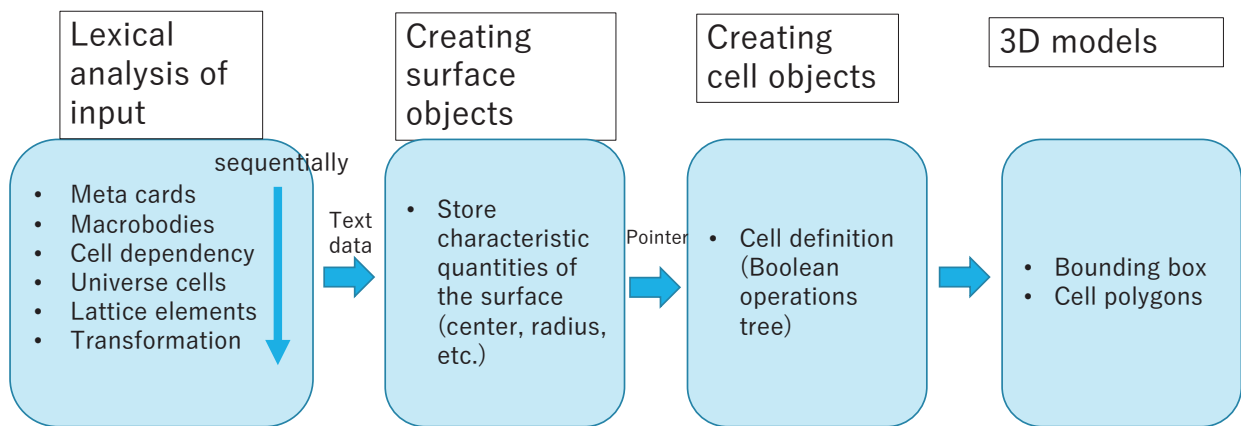 Lexical
analysis of
input
sequentially
• Meta cards
• Macrobodies
• Cell dependency
• Universe cells
• Lattice elements
• Transformation
Text
data
Creating
surface
objects
• Store
characteristic
quantities of
the surface
(center, radius,
etc.)
Pointer
Creating
cell objects
• Cell definition
(Boolean
operations
tree)
3D models
• Bounding box
• Cell polygons